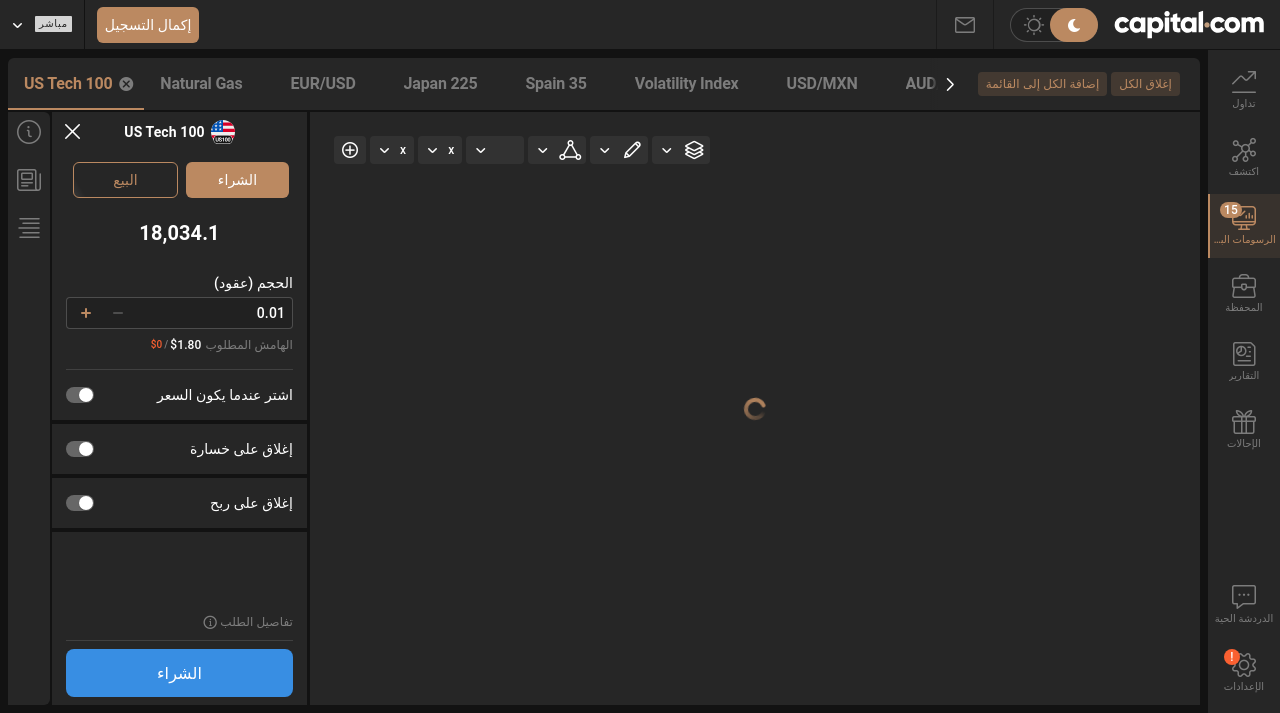 capital.com
إكمال التسجيل
مباشر
US Tech 100
Natural Gas
EUR/USD
Japan 225
Spain 35
Volatility Index
USD/MXN
AUD
إضافة الكل إلى القائمة
إغلاق الكل
تداول
اكتشف
15
الرسومات الب...
المحفظة
التقارير
الإحالات
الدردشة الحية
!
الإعدادات
US Tech 100
US100
الشراء
البيع
18,034.1
الحجم (عقود)
0.01
الهامش المطلوب $1.80 / $0
اشتر عندما يكون السعر
إغلاق على خسارة
إغلاق على ربح
تفاصيل الطلب
الشراء
x
x